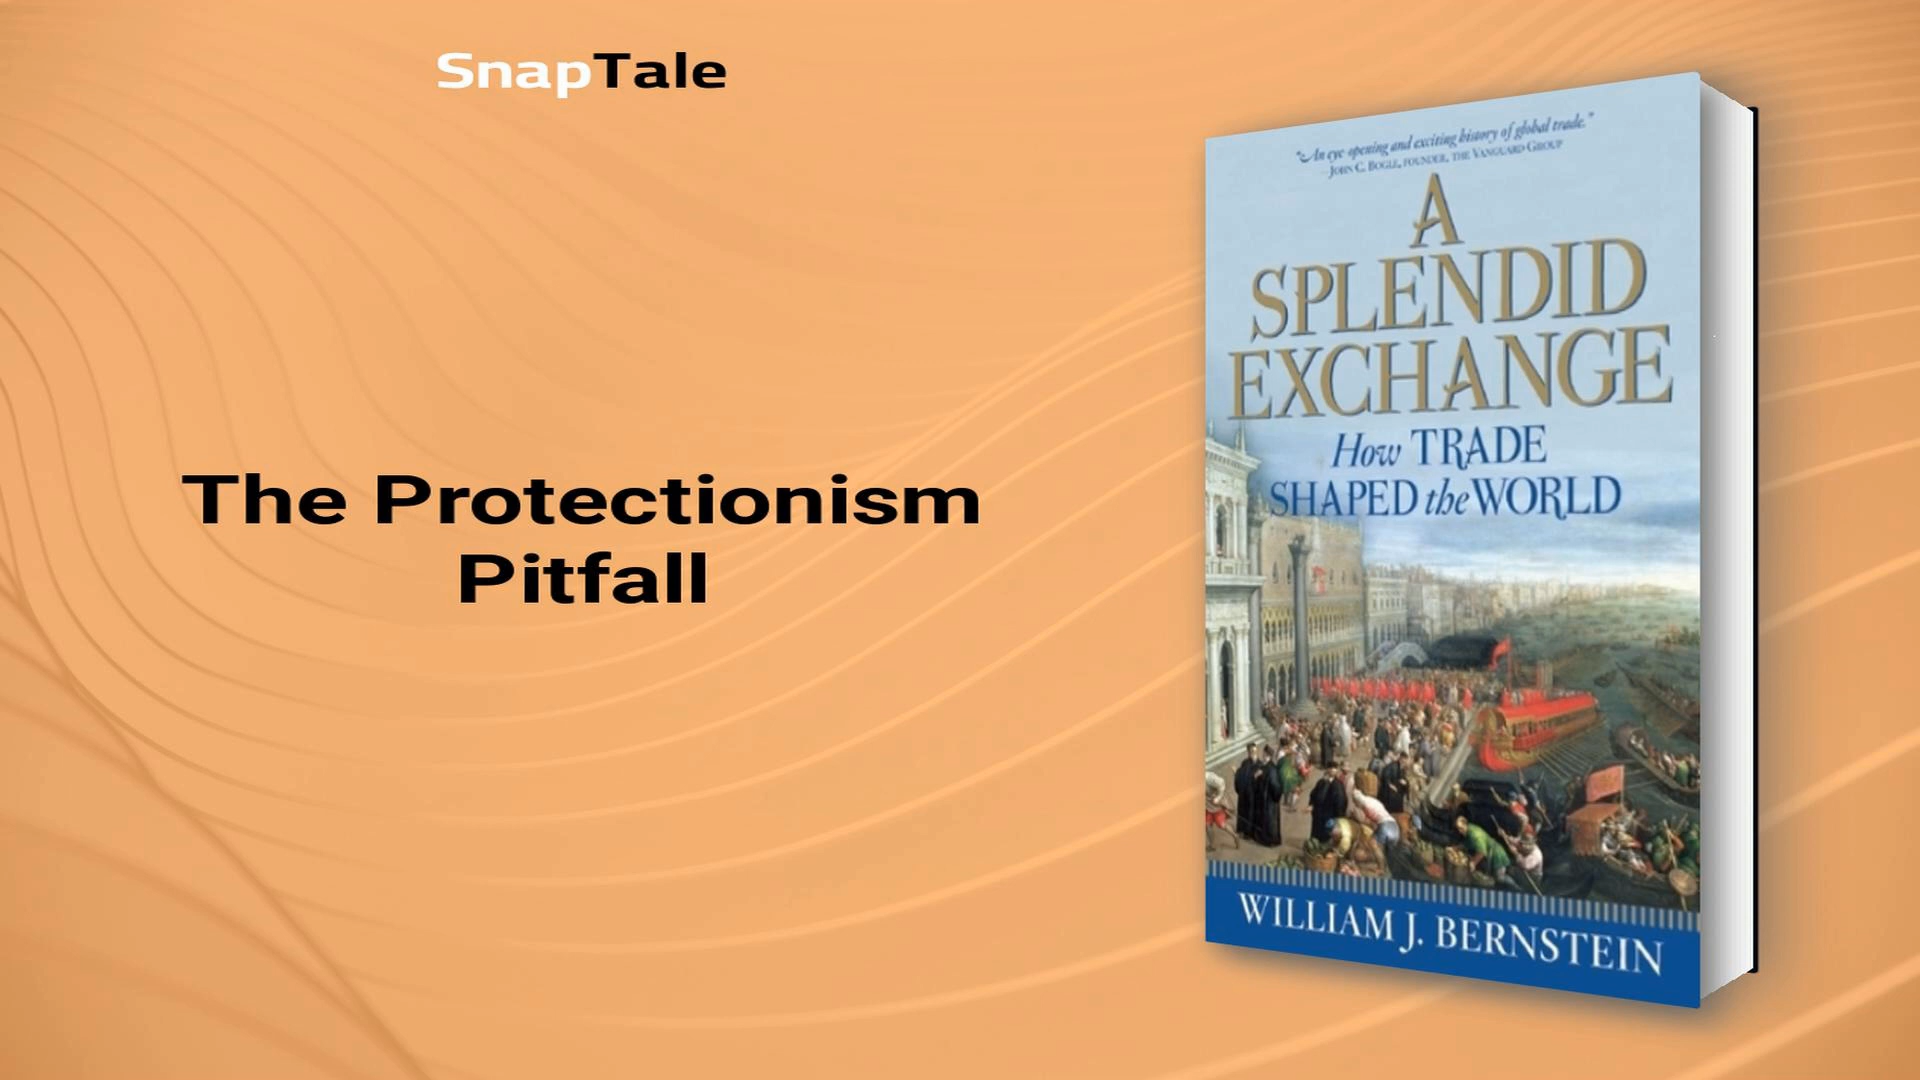 SnapTale
The Protectionism
Pitfall
"An eye-opening and exciting history of global trade."
—JOHN C. BOGLE, FOUNDER, THE VANGUARD GROUP
A
SPLENDID
EXCHANGE
How TRADE
SHAPED the WORLD
WILLIAM J. BERNSTEIN